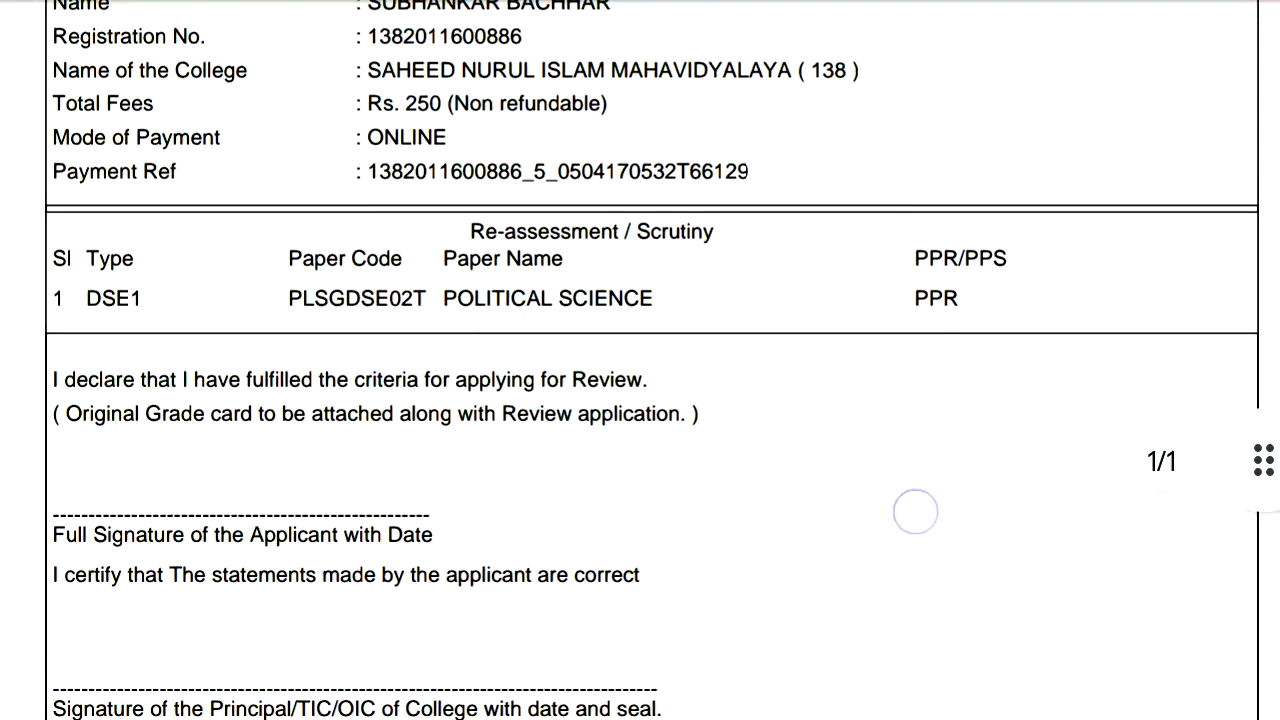 Name : SUBHANKAR BACHHAR
Registration No. : 1382011600886
Name of the College : SAHEED NURUL ISLAM MAHAVIDYALAYA ( 138 )
Total Fees : Rs. 250 (Non refundable)
Mode of Payment : ONLINE
Payment Ref : 1382011600886_5_0504170532T66129
Re-assessment / Scrutiny
Sl Type Paper Code Paper Name PPR/PPS
1 DSE1 PLSGDSE02T POLITICAL SCIENCE PPR
I declare that I have fulfilled the criteria for applying for Review.
( Original Grade card to be attached along with Review application. )
1/1
Full Signature of the Applicant with Date
I certify that The statements made by the applicant are correct
Signature of the Principal/TIC/OIC of College with date and seal.